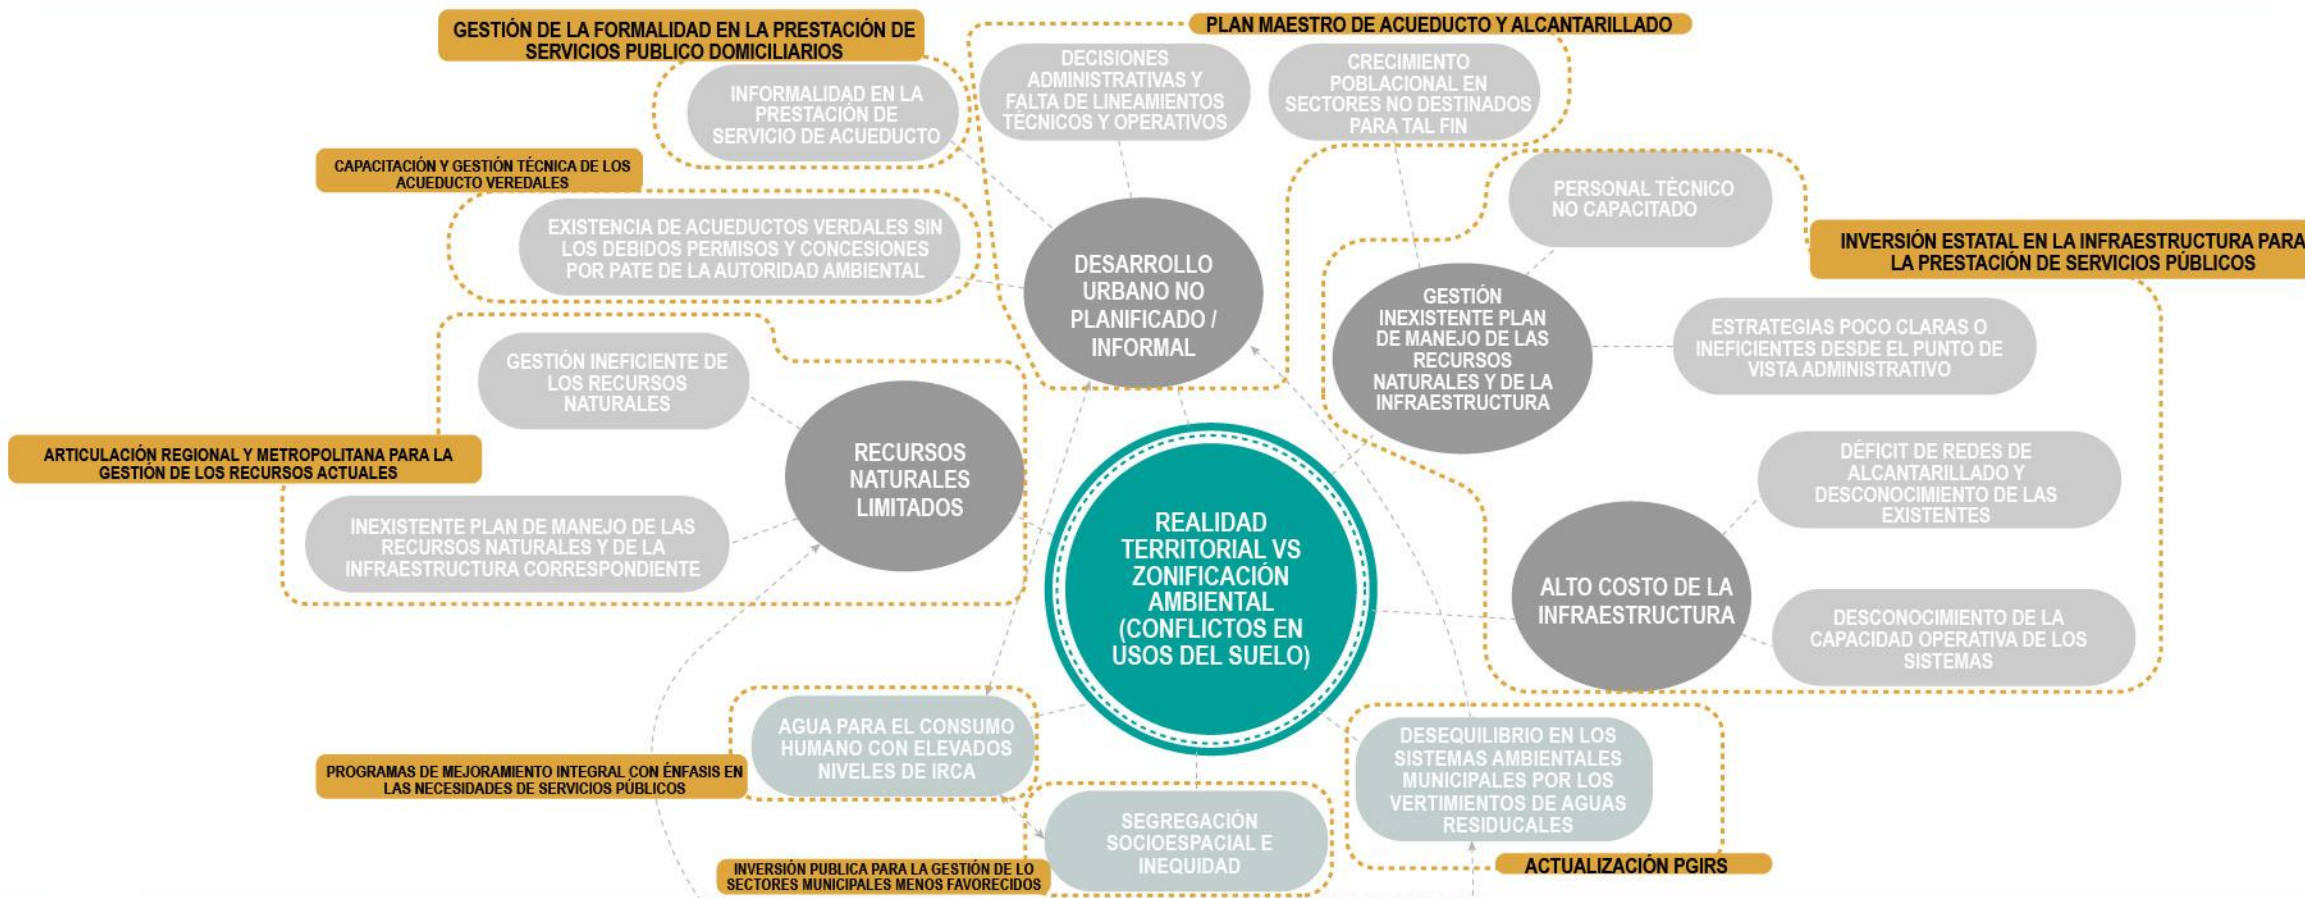 GESTIÓN DE LA FORMALIDAD EN LA PRESTACIÓN DE
SERVICIOS PUBLICO DOMICILIARIOS
PLAN MAESTRO DE ACUEDUCTO Y ALCANTARILLADO
INFORMALIDAD EN LA
PRESTACIÓN DE
SERVICIO DE ACUEDUCTO
DECISIONES
ADMINISTRATIVAS Y
FALTA DE LINEAMIENTOS
TÉCNICOS Y OPERATIVOS
CRECIMIENTO
POBLACIONAL EN
SECTORES NO DESTINADOS
PARA TAL FIN
CAPACITACIÓN Y GESTIÓN TÉCNICA DE LOS
ACUEDUCTO VEREDALES
EXISTENCIA DE ACUEDUCTOS VERDALES SIN
LOS DEBIDOS PERMISOS Y CONCESIONES
POR PATE DE LA AUTORIDAD AMBIENTAL
PERSONAL TÉCNICO
NO CAPACITADO
INVERSIÓN ESTATAL EN LA INFRAESTRUCTURA PARA
LA PRESTACIÓN DE SERVICIOS PÚBLICOS
DESARROLLO
URBANO NO
PLANIFICADO /
INFORMAL
GESTIÓN
INEXISTENTE PLAN
DE MANEJO DE LAS
RECURSOS
NATURALES Y DE LA
INFRAESTRUCTURA
ESTRATEGIAS POCO CLARAS O
INEFICIENTES DESDE EL PUNTO DE
VISTA ADMINISTRATIVO
GESTIÓN INEFICIENTE DE
LOS RECURSOS
NATURALES
ARTICULACIÓN REGIONAL Y METROPOLITANA PARA LA
GESTIÓN DE LOS RECURSOS ACTUALES
RECURSOS
NATURALES
LIMITADOS
INEXISTENTE PLAN DE MANEJO DE LAS
RECURSOS NATURALES Y DE LA
INFRAESTRUCTURA CORRESPONDIENTE
DÉFICIT DE REDES DE
ALCANTARILLADO Y
DESCONOCIMIENTO DE LAS
EXISTENTES
REALIDAD
TERRITORIAL VS
ZONIFICACIÓN
AMBIENTAL
(CONFLICTOS EN
USOS DEL SUELO)
ALTO COSTO DE LA
INFRAESTRUCTURA
DESCONOCIMIENTO DE LA
CAPACIDAD OPERATIVA DE LOS
SISTEMAS
AGUA PARA EL CONSUMO
HUMANO CON ELEVADOS
NIVELES DE IRCA
PROGRAMAS DE MEJORAMIENTO INTEGRAL CON ÉNFASIS EN
LAS NECESIDADES DE SERVICIOS PÚBLICOS
DESEQUILIBRIO EN LOS
SISTEMAS AMBIENTALES
MUNICIPALES POR LOS
VERTIMIENTOS DE AGUAS
RESIDUCALES
SEGREGACIÓN
SOCIOESPACIAL E
INEQUIDAD
INVERSIÓN PUBLICA PARA LA GESTIÓN DE LO
SECTORES MUNICIPALES MENOS FAVORECIDOS
ACTUALIZACIÓN PGIRS